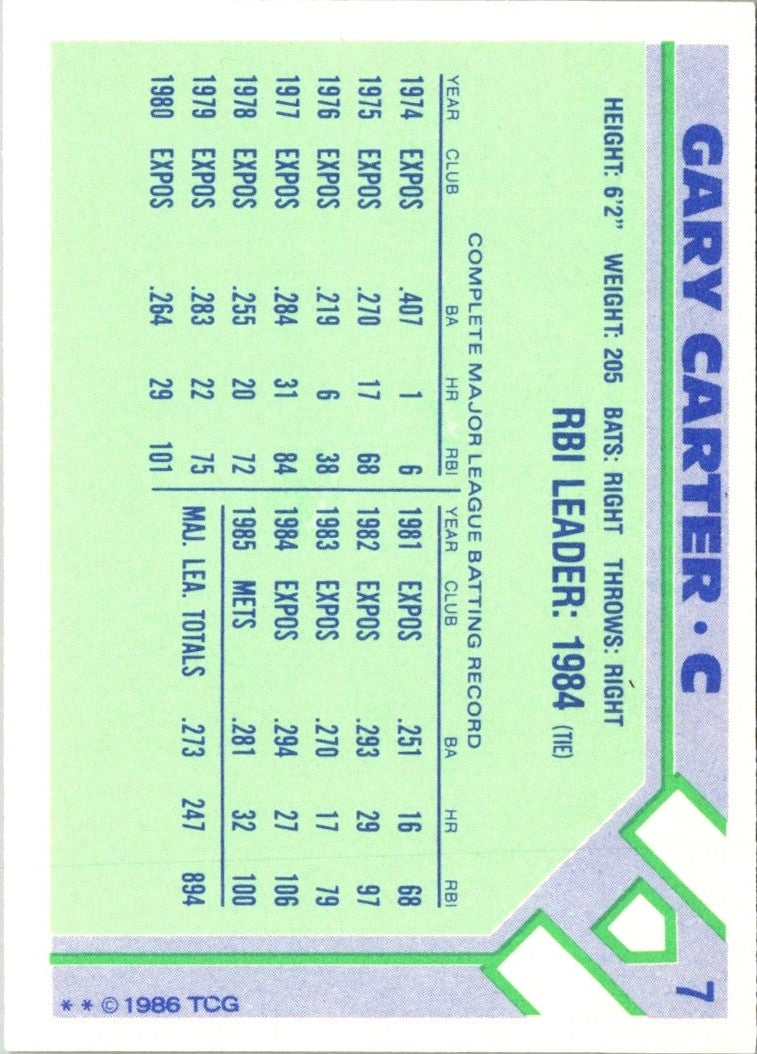 GARY CARTER • C
7
HEIGHT: 6'2" WEIGHT: 205 BATS: RIGHT THROWS: RIGHT
RBI LEADER: 1984 (TIE)
COMPLETE MAJOR LEAGUE BATTING RECORD
YEAR CLUB BA HR RBI YEAR CLUB BA HR RBI
1974 EXPOS .407 1 6 1981 EXPOS .251 16 68
1975 EXPOS .270 17 68 1982 EXPOS .293 29 97
1976 EXPOS .219 6 38 1983 EXPOS .270 17 79
1977 EXPOS .284 31 84 1984 EXPOS .294 27 106
1978 EXPOS .255 20 72 1985 METS .281 32 100
1979 EXPOS .283 22 75 MAJ. LEA. TOTALS .273 247 894
1980 EXPOS .264 29 101
* * © 1986 TCG